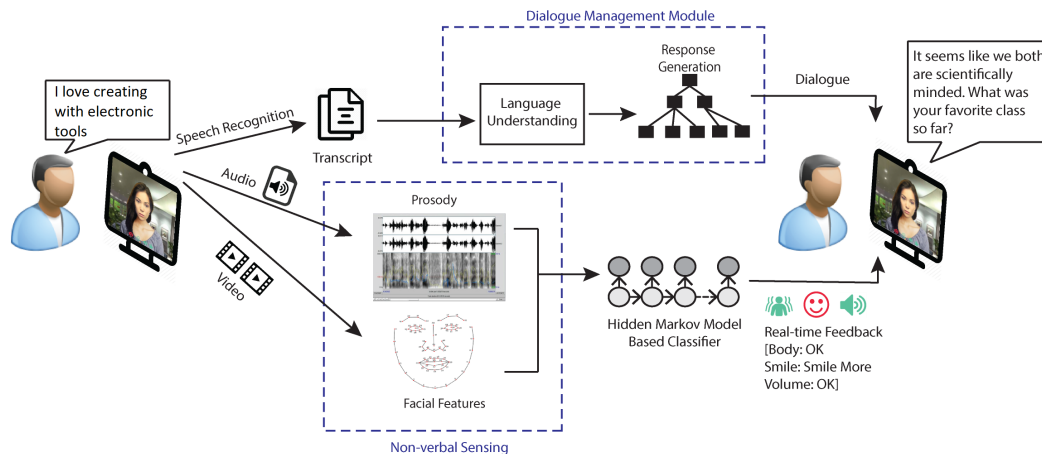 Dialogue Management Module
I love creating
with electronic
tools
Speech Recognition
Transcript
Language
Understanding
Response
Generation
Dialogue
It seems like we both
are scientifically
minded. What was
your favorite class
so far?
Audio
Video
Prosody
Facial Features
Non-verbal Sensing
Hidden Markov Model
Based Classifier
Real-time Feedback
[Body: OK
Smile: Smile More
Volume: OK]